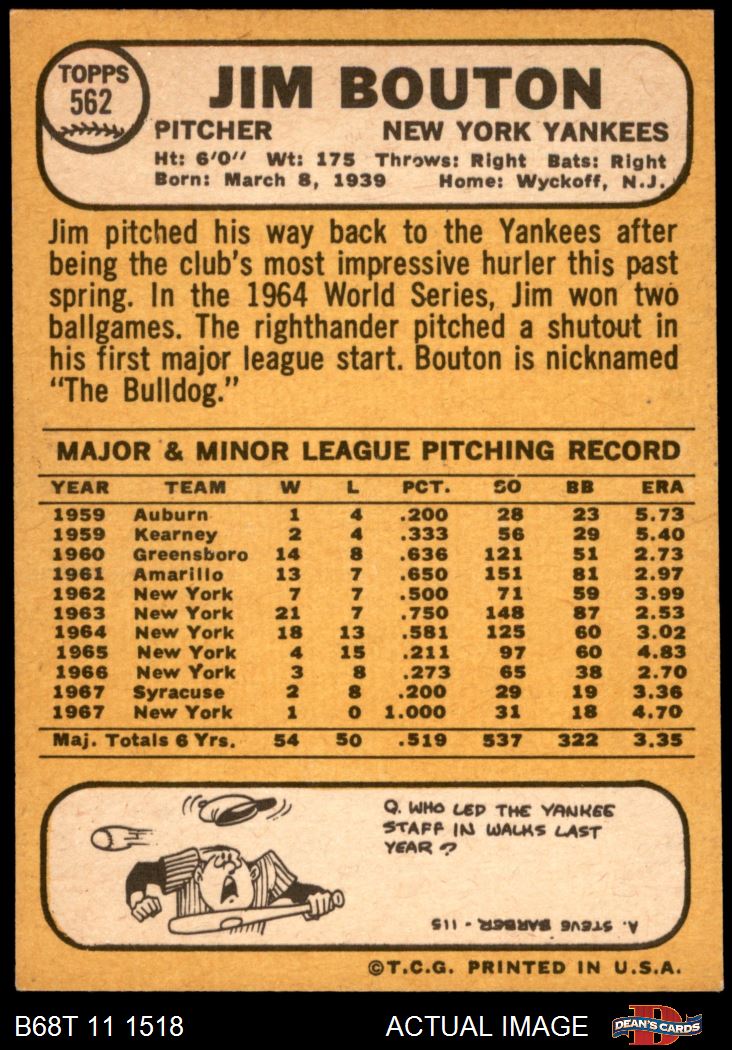 TOPPS
562
JIM BOUTON
PITCHER NEW YORK YANKEES
Ht: 6'0" Wt: 175 Throws: Right Bats: Right
Born: March 8, 1939 Home: Wyckoff, N.J.
Jim pitched his way back to the Yankees after
being the club's most impressive hurler this past
spring. In the 1964 World Series, Jim won two
ballgames. The righthander pitched a shutout in
his first major league start. Bouton is nicknamed
"The Bulldog."
MAJOR & MINOR LEAGUE PITCHING RECORD
YEAR TEAM W L PCT. SO BB ERA
1959 Auburn 1 4 .200 28 23 5.73
1959 Kearney 2 4 .333 56 29 5.40
1960 Greensboro 14 8 .636 121 51 2.73
1961 Amarillo 13 7 .650 151 81 2.97
1962 New York 7 7 .500 71 59 3.99
1963 New York 21 7 .750 148 87 2.53
1964 New York 18 13 .581 125 60 3.02
1965 New York 4 15 .211 97 60 4.83
1966 New York 3 8 .273 65 38 2.70
1967 Syracuse 2 8 .200 29 19 3.36
1967 New York 1 0 1.000 31 18 4.70
Maj. Totals 6 Yrs. 54 50 .519 537 322 3.35
Q. WHO LED THE YANKEE
STAFF IN WALKS LAST
YEAR?
A. STEVE BARBER - 115
©T.C.G. PRINTED IN U.S.A.
B68T 11 1518 ACTUAL IMAGE D DEAN'S CARDS